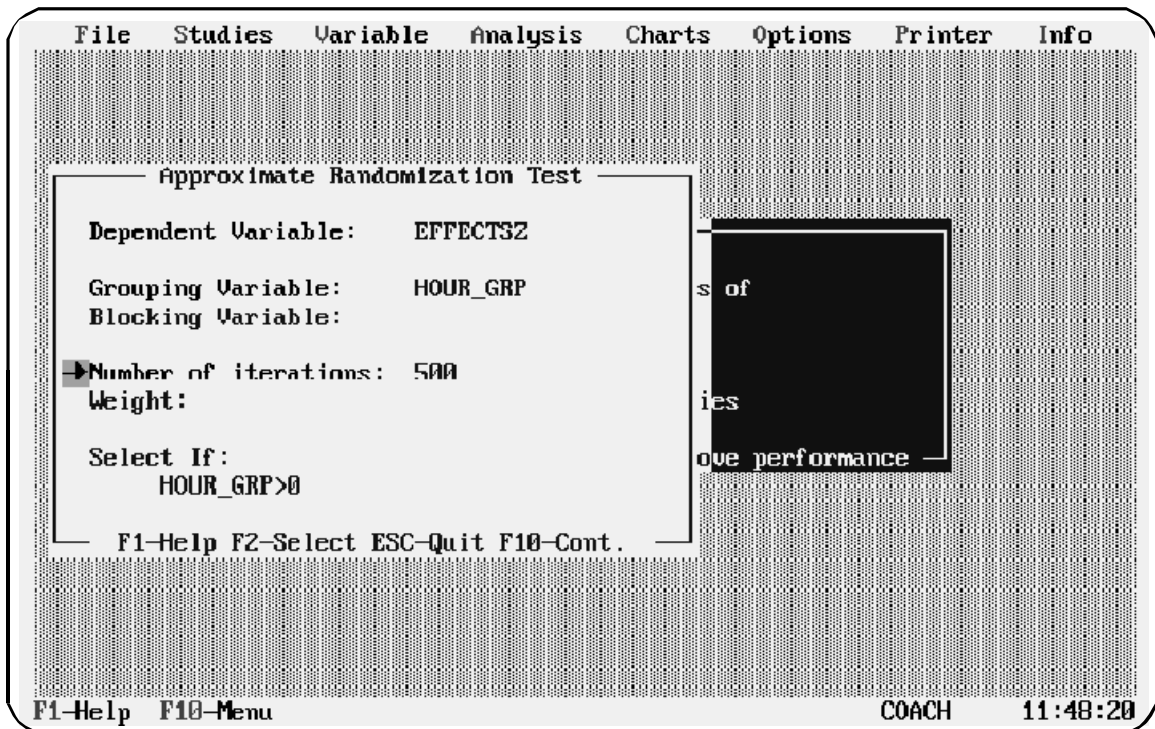 File Studies Variable Analysis Charts Options Printer Info
Approximate Randomization Test
Dependent Variable: EFFECTSZ
Grouping Variable: HOUR_GRP
s of
Blocking Variable:
Number of iterations: 500
Weight:
ies
Select If:
ove performance
HOUR_GRP>0
F1-Help F2-Select ESC-Quit F10-Cont.
F1-Help F10-Menu COACH 11:48:20